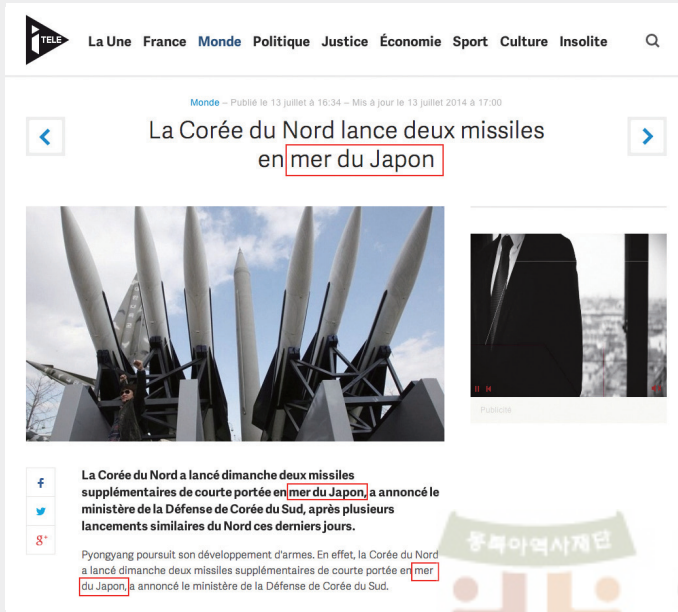 iTELE
La Une France Monde Politique Justice Économie Sport Culture Insolite
Monde – Publié le 13 juillet à 16:34 – Mis à jour le 13 juillet 2014 à 17:00
La Corée du Nord lance deux missiles
en mer du Japon
Publicité
La Corée du Nord a lancé dimanche deux missiles
supplémentaires de courte portée en mer du Japon, a annoncé le
ministère de la Défense de Corée du Sud, après plusieurs
lancements similaires du Nord ces derniers jours.
Pyongyang poursuit son développement d'armes. En effet, la Corée du Nord
a lancé dimanche deux missiles supplémentaires de courte portée en mer
du Japon, a annoncé le ministère de la Défense de Corée du Sud.
f
g+
동북아역사재단